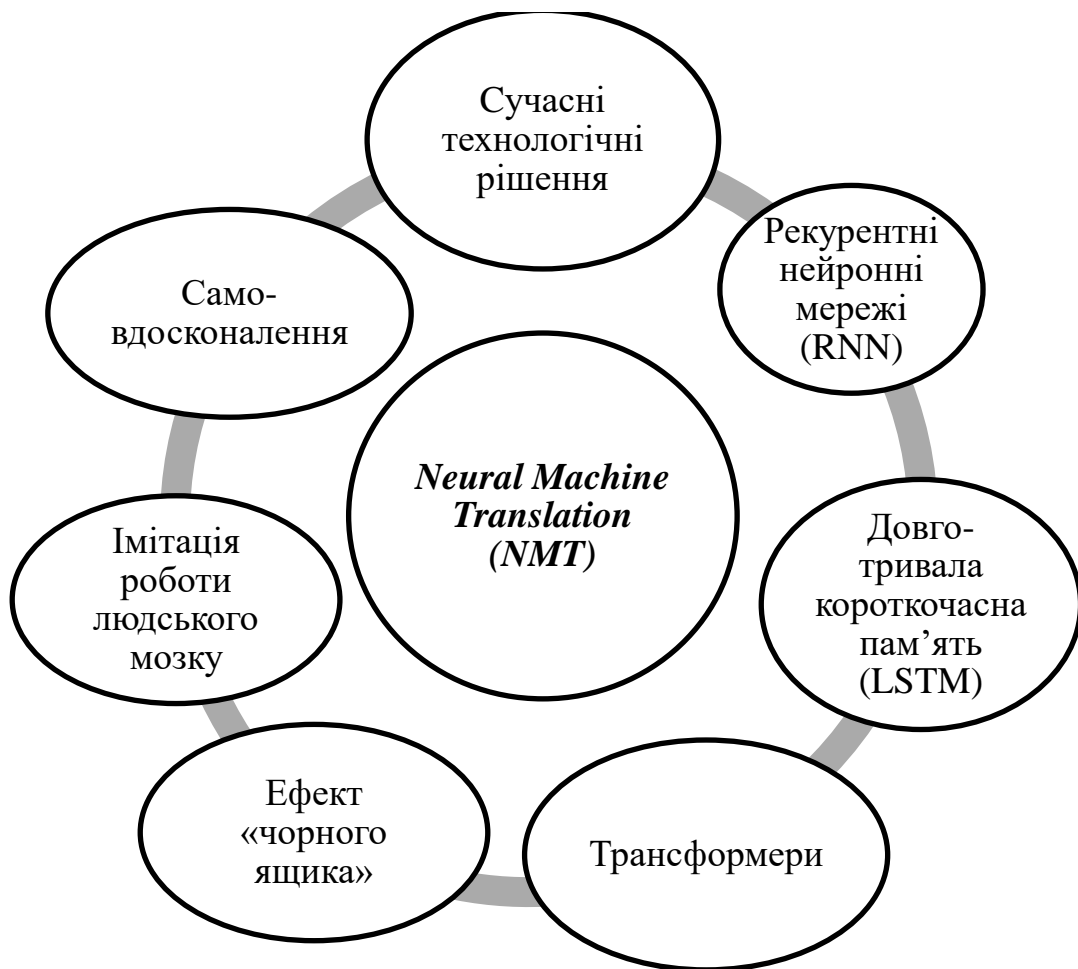 Сучасні
технологічні
рішення
Рекурентні
нейронні
мережі
(RNN)
Довго-
тривала
короткочасна
пам’ять
(LSTM)
Трансформери
Ефект
«чорного
ящика»
Імітація
роботи
людського
мозку
Само-
вдосконалення
Neural Machine
Translation
(NMT)